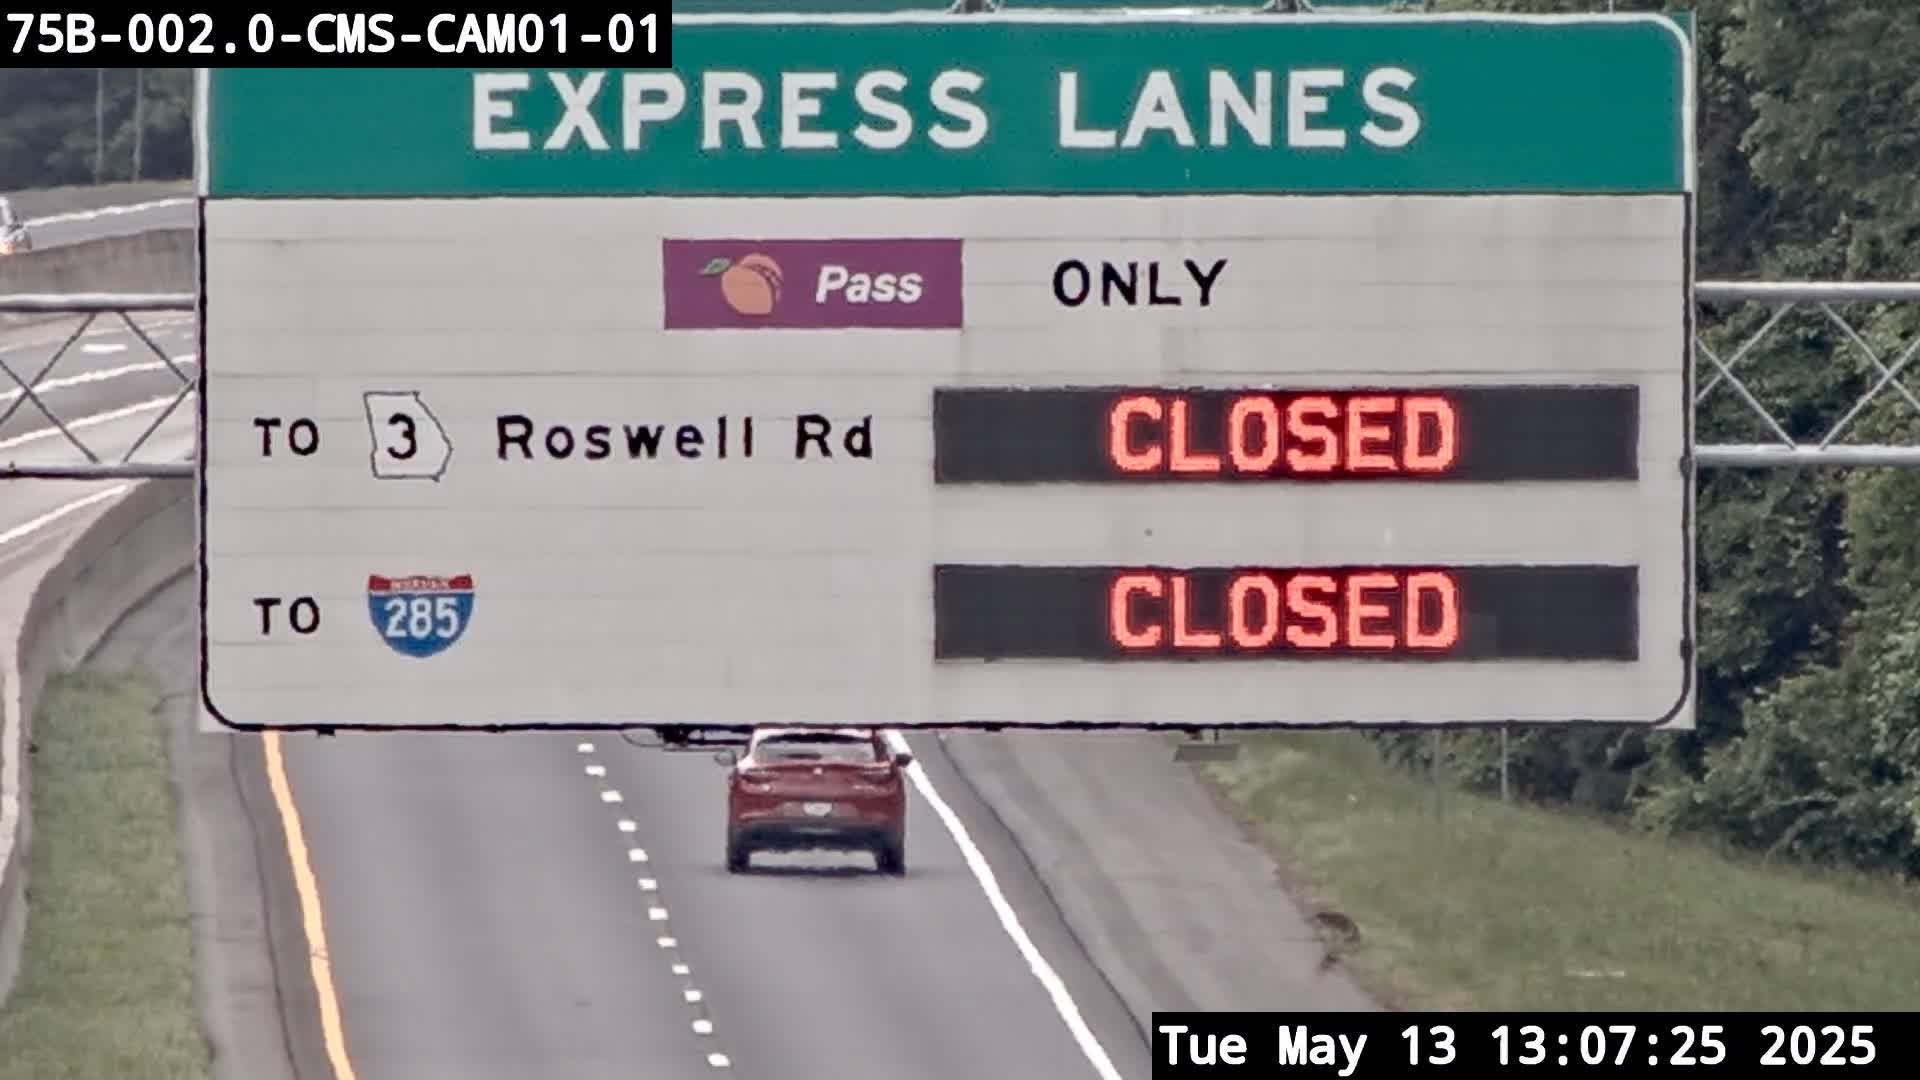 75B-002.0-CMS-CAM01-01
EXPRESS LANES
Pass ONLY
TO 3 Roswell Rd CLOSED
TO 285 CLOSED
Tue May 13 13:07:25 2025